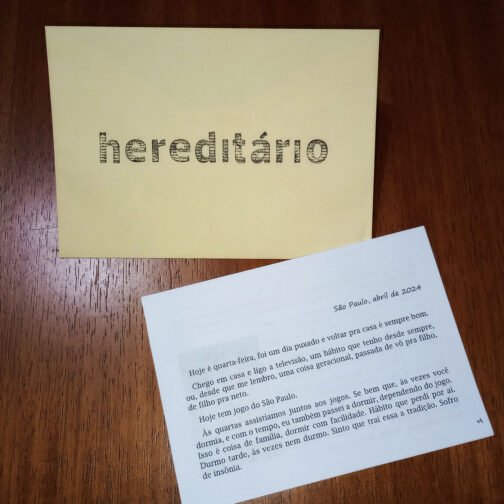 hereditário
São Paulo, abril de 2024
Hoje é quarta-feira, foi um dia puxado e voltar pra casa é sempre bom.
Chego em casa e ligo a televisão, um hábito que tenho desde sempre,
ou, desde que me lembro, uma coisa geracional, passada de vô pra filho,
de filho pra neto.
Hoje tem jogo do São Paulo.
Às quartas assistíamos juntos aos jogos. Se bem que, às vezes você
dormia, e com o tempo, eu também passei a dormir, dependendo do jogo.
Isso é coisa de família, dormir com facilidade. Hábito que perdi por aí.
Durmo tarde, às vezes nem durmo. Sinto que traí essa a tradição. Sofro
de insônia.